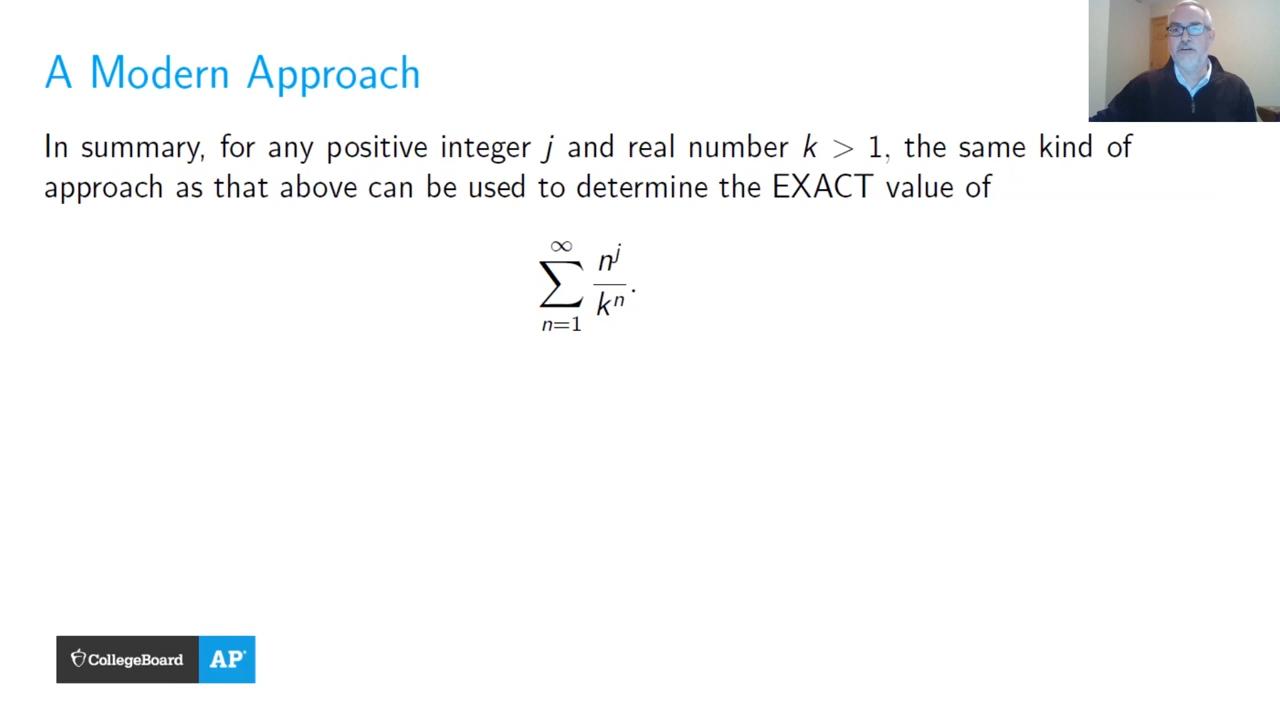 A Modern Approach
In summary, for any positive integer j and real number k > 1, the same kind of
approach as that above can be used to determine the EXACT value of
∞
∑ n^j / k^n .
n=1
CollegeBoard AP®